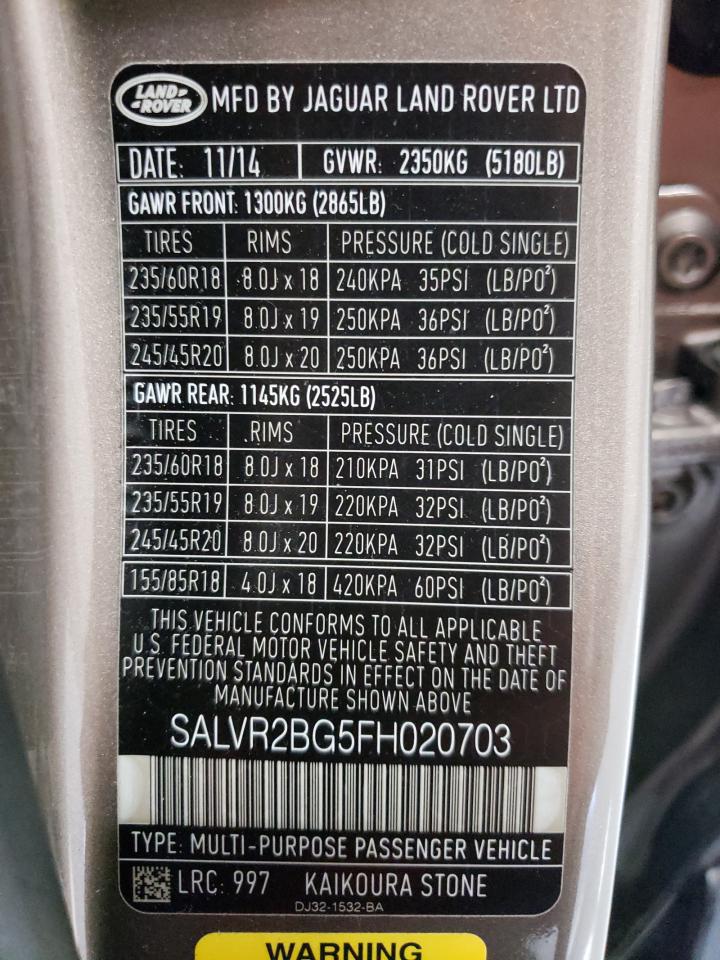 LAND ROVER MFD BY JAGUAR LAND ROVER LTD
DATE: 11/14 GVWR: 2350KG (5180LB)
GAWR FRONT: 1300KG (2865LB)
TIRES RIMS PRESSURE (COLD SINGLE)
235/60R18 8.0J x 18 240KPA 35PSI (LB/PO²)
235/55R19 8.0J x 19 250KPA 36PSI (LB/PO²)
245/45R20 8.0J x 20 250KPA 36PSI (LB/PO²)
GAWR REAR: 1145KG (2525LB)
TIRES RIMS PRESSURE (COLD SINGLE)
235/60R18 8.0J x 18 210KPA 31PSI (LB/PO²)
235/55R19 8.0J x 19 220KPA 32PSI (LB/PO²)
245/45R20 8.0J x 20 220KPA 32PSI (LB/PO²)
155/85R18 4.0J x 18 420KPA 60PSI (LB/PO²)
THIS VEHICLE CONFORMS TO ALL APPLICABLE
U.S. FEDERAL MOTOR VEHICLE SAFETY AND THEFT
PREVENTION STANDARDS IN EFFECT ON THE DATE OF
MANUFACTURE SHOWN ABOVE
SALVR2BG5FH020703
TYPE: MULTI-PURPOSE PASSENGER VEHICLE
LRC: 997 KAIKOURA STONE
DJ32-1532-BA
WARNING